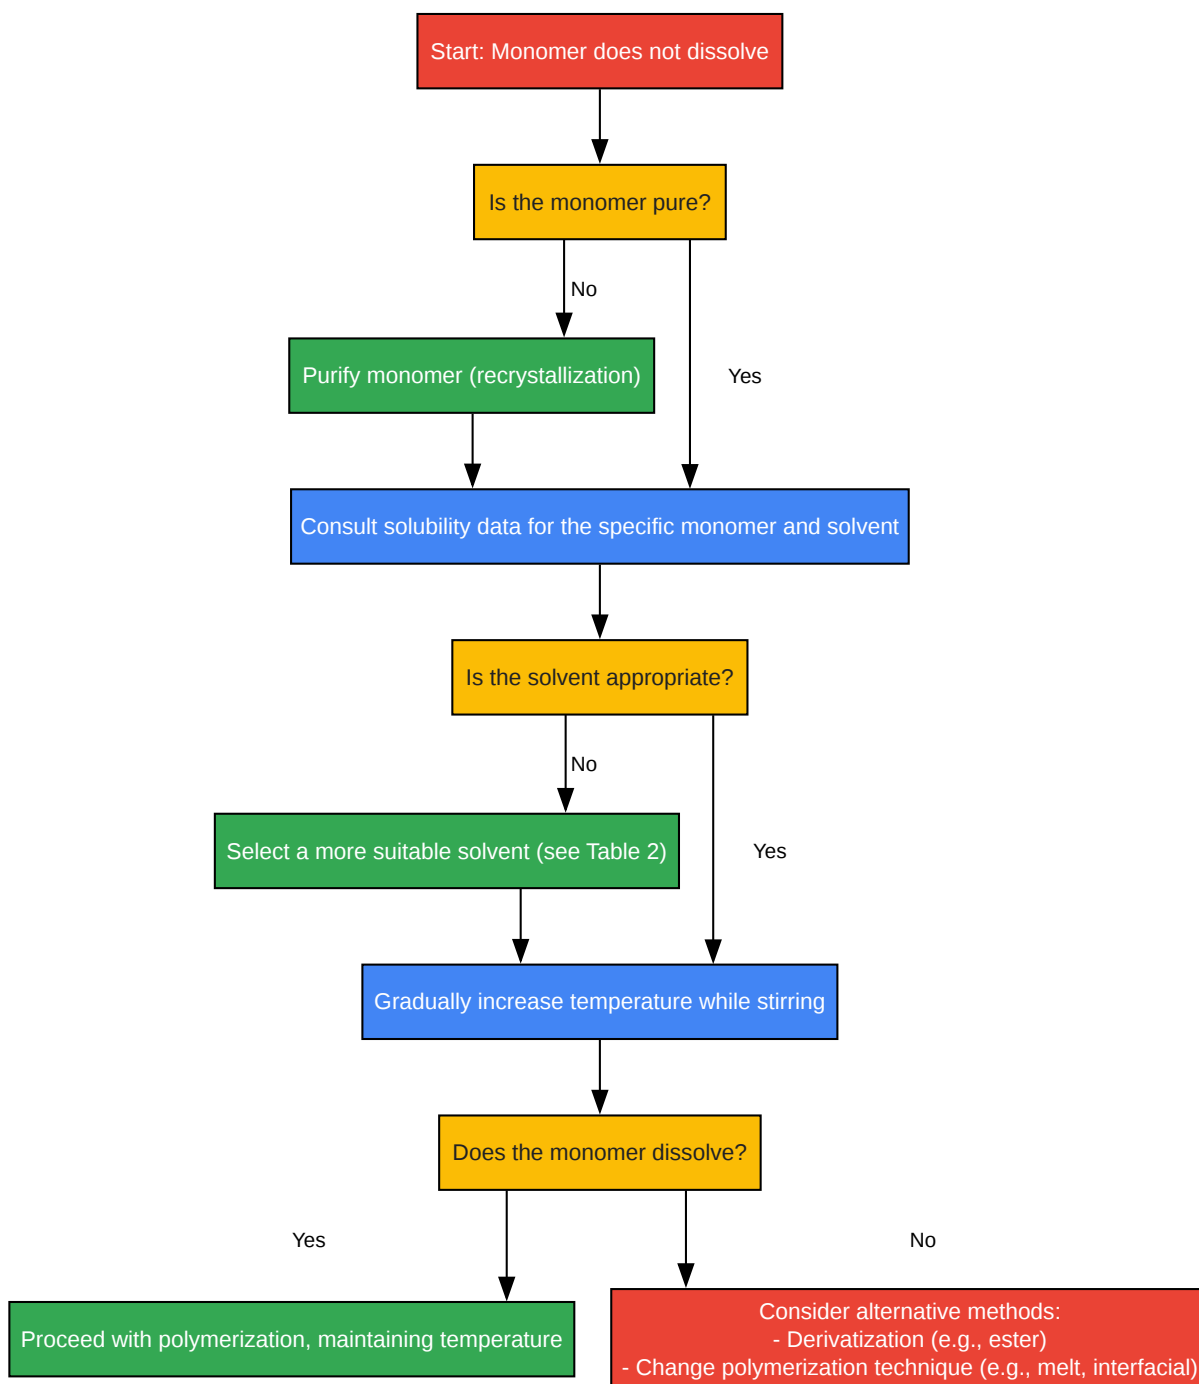 Start: Monomer does not dissolve
Is the monomer pure?
No
Purify monomer (recrystallization)
Yes
Consult solubility data for the specific monomer and solvent
Is the solvent appropriate?
No
Select a more suitable solvent (see Table 2)
Yes
Gradually increase temperature while stirring
Does the monomer dissolve?
Yes
No
Proceed with polymerization, maintaining temperature
Consider alternative methods:
- Derivatization (e.g., ester)
- Change polymerization technique (e.g., melt, interfacial)